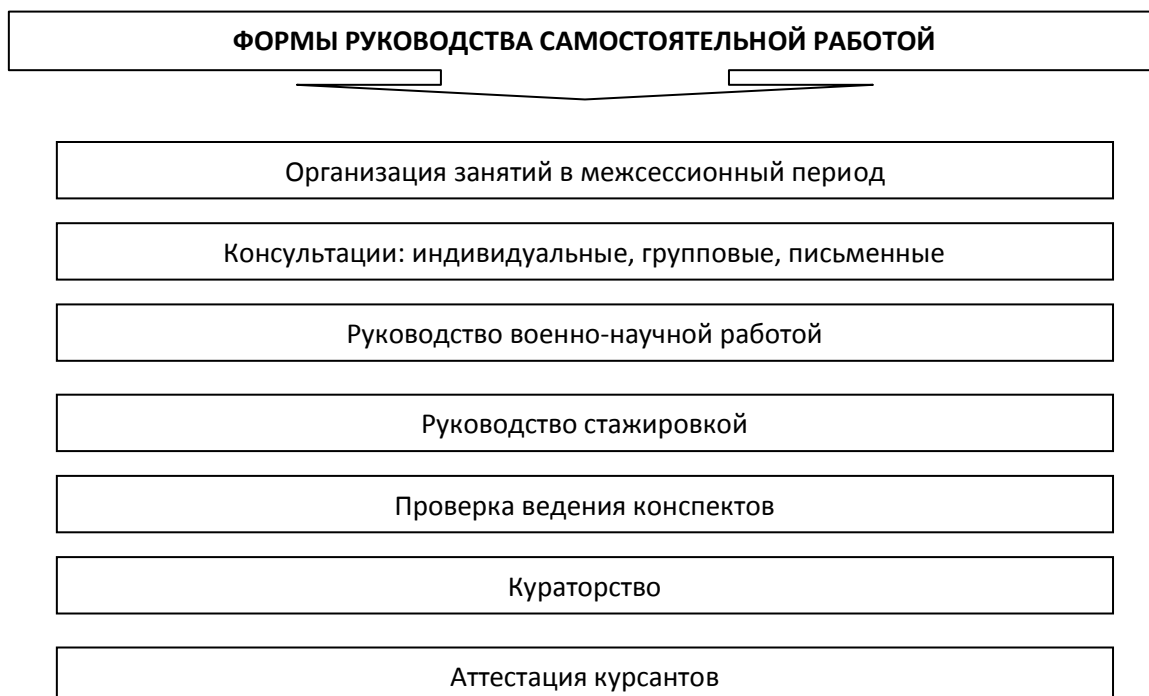 ФОРМЫ РУКОВОДСТВА САМОСТОЯТЕЛЬНОЙ РАБОТОЙ
Организация занятий в межсессионный период
Консультации: индивидуальные, групповые, письменные
Руководство военно-научной работой
Руководство стажировкой
Проверка ведения конспектов
Кураторство
Аттестация курсантов